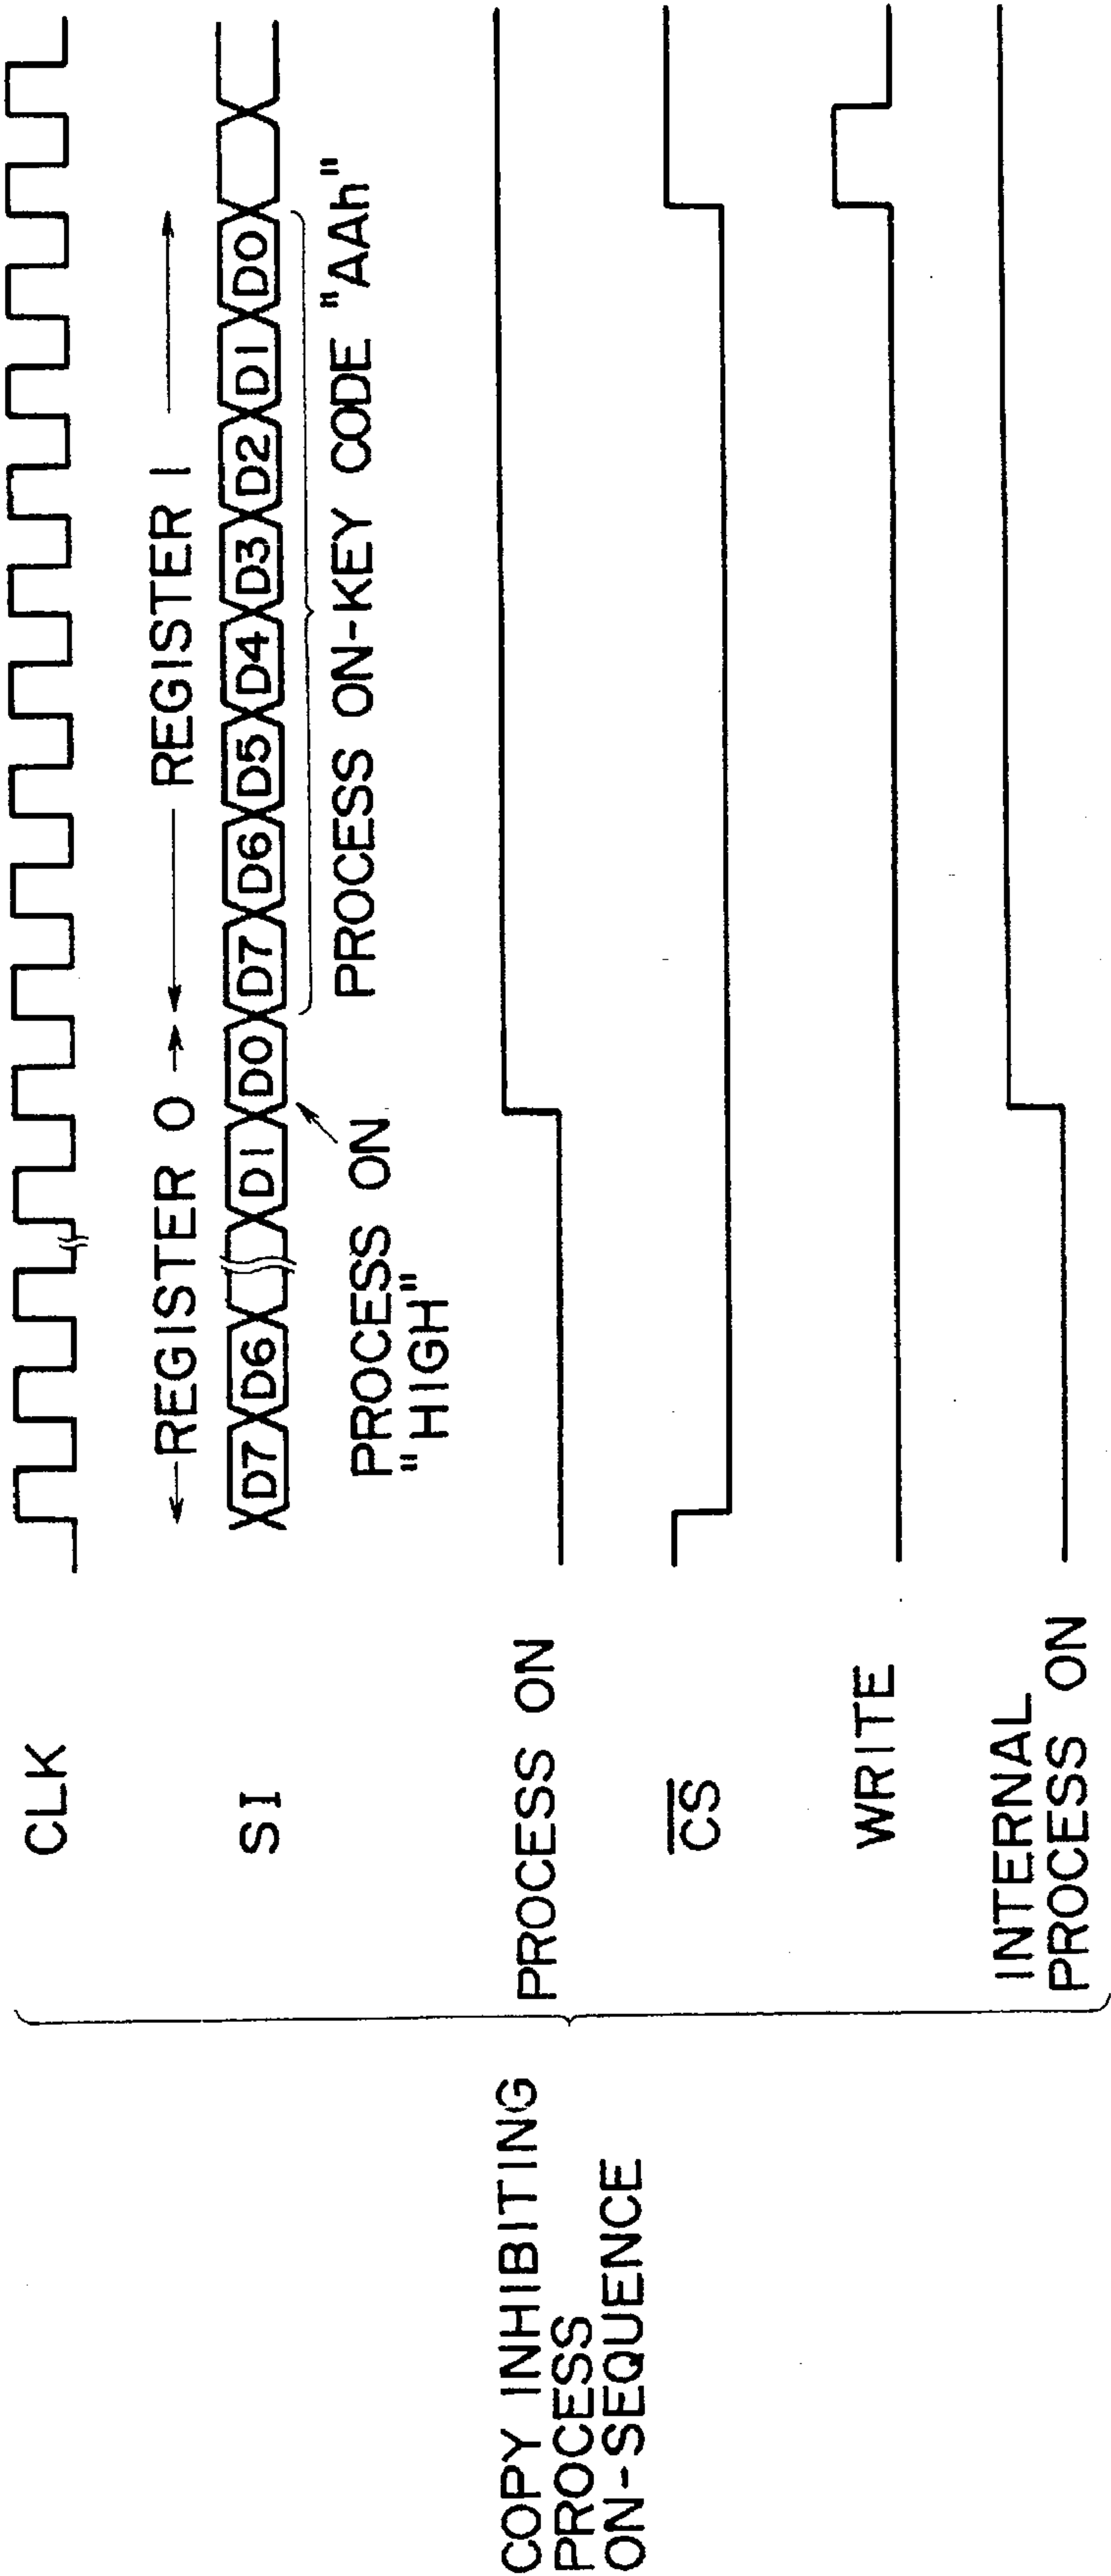 COPY INHIBITING
PROCESS
ON-SEQUENCE
CLK
REGISTER 0
REGISTER 1
SI
D7 D6 D1 D0 D7 D6 D5 D4 D3 D2 D1 D0
PROCESS ON
"HIGH"
PROCESS ON-KEY CODE "AAh"
PROCESS ON
CS
WRITE
INTERNAL
PROCESS ON